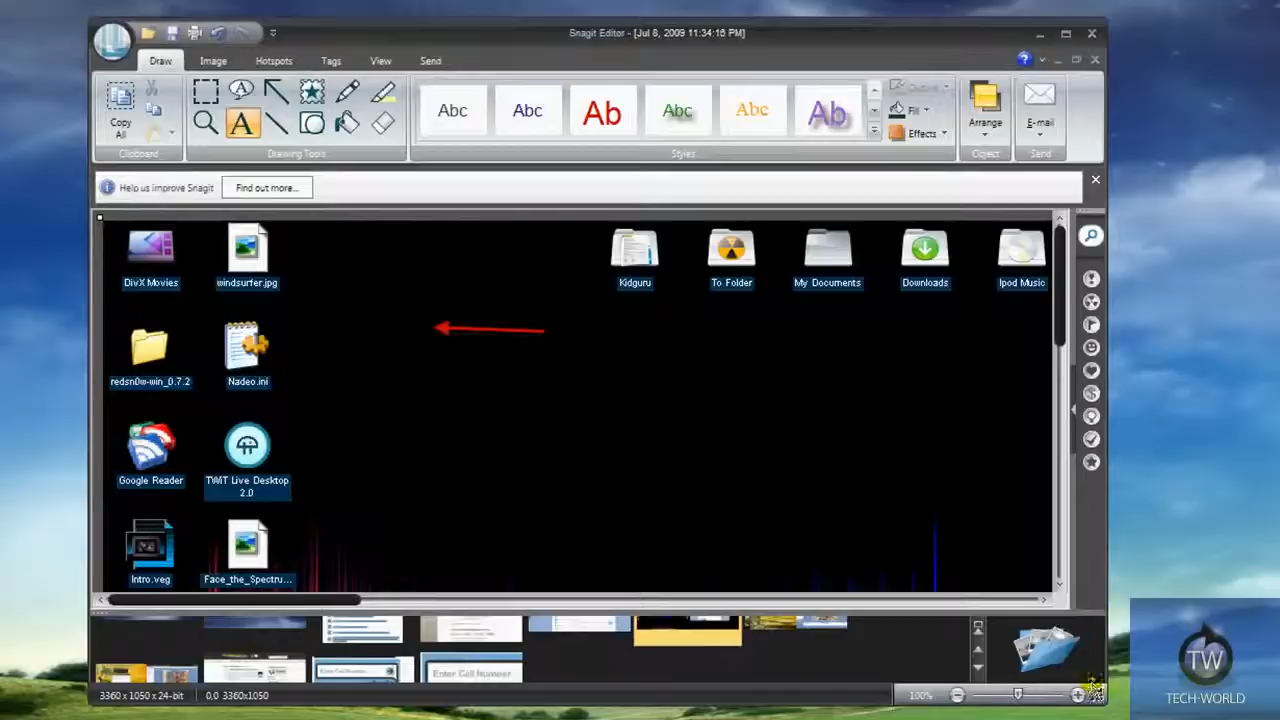 Snagit Editor - [Jul 8, 2009 11:34:16 PM]
Draw Image Hotspots Tags View Send
Copy All
Clipboard
A
Drawing Tools
Abc Abc Ab Abc Abc Ab
Styles
Fill
Effects
Arrange
Object
E-mail
Send
Help us improve Snagit Find out more...
DivX Movies windsurfer.jpg Kidguru To Folder My Documents Downloads Ipod Music
redsn0w-win_0.7.2 Nadeo.ini
Google Reader TWiT Live Desktop 2.0
Intro.veg Face_the_Spectru...
Enter Cell Number
3360 x 1050 x 24-bit 0,0 3360x1050 100%
TW
TECH-WORLD